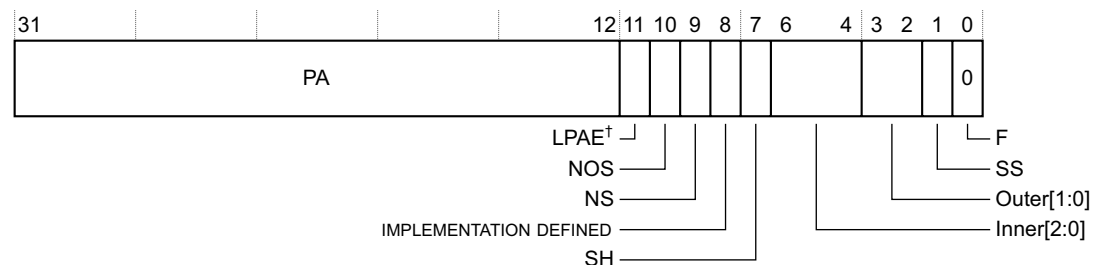 31 12 11 10 9 8 7 6 4 3 2 1 0
PA 0
LPAE† F
NOS SS
NS Outer[1:0]
IMPLEMENTATION DEFINED Inner[2:0]
SH